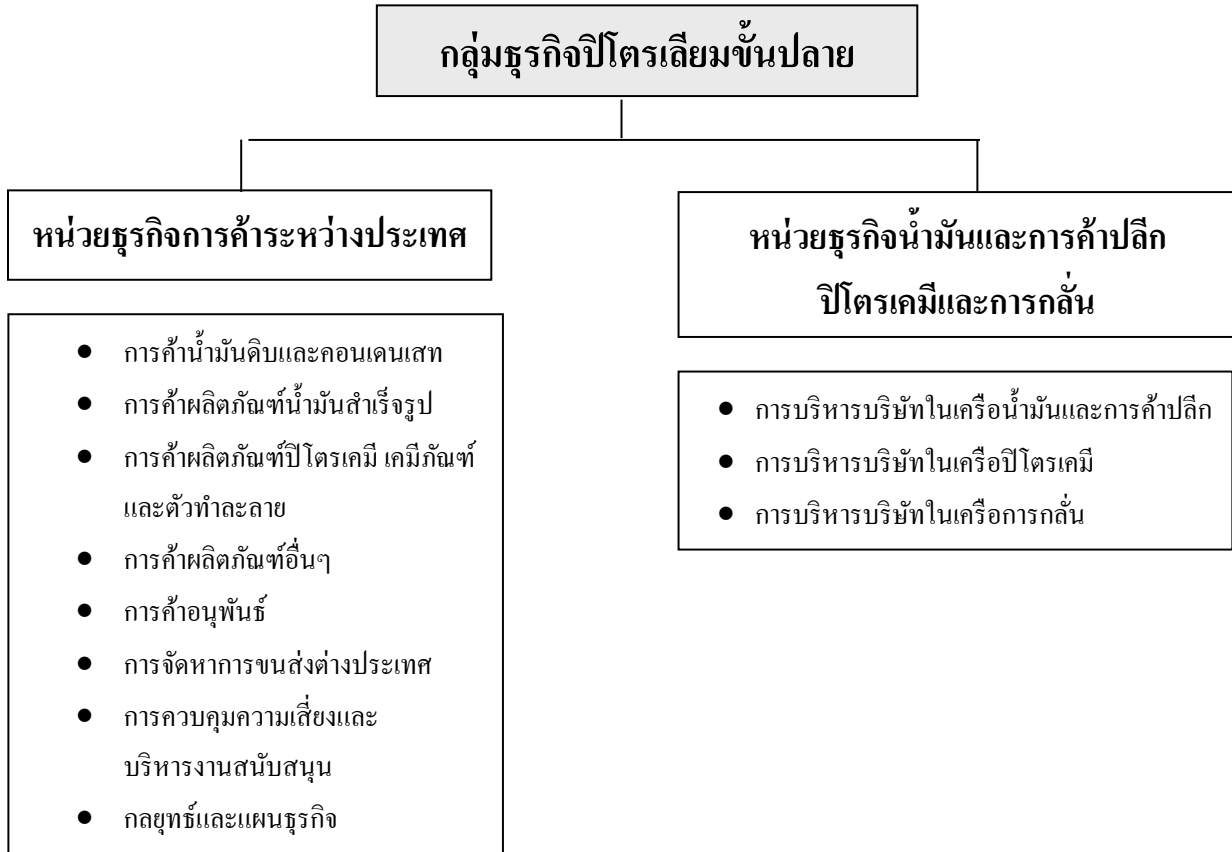 กลุ่มธุรกิจปิโตรเลียมขั้นปลาย
หน่วยธุรกิจการค้าระหว่างประเทศ
● การค้าน้ำมันดิบและคอนเดนเสท
● การค้าผลิตภัณฑ์น้ำมันสำเร็จรูป
● การค้าผลิตภัณฑ์ปิโตรเคมี เคมีภัณฑ์
และตัวทำละลาย
● การค้าผลิตภัณฑ์อื่นๆ
● การค้าอนุพันธ์
● การจัดหาการขนส่งต่างประเทศ
● การควบคุมความเสี่ยงและ
บริหารงานสนับสนุน
● กลยุทธ์และแผนธุรกิจ
หน่วยธุรกิจน้ำมันและการค้าปลีก
ปิโตรเคมีและการกลั่น
● การบริหารบริษัทในเครือน้ำมันและการค้าปลีก
● การบริหารบริษัทในเครือปิโตรเคมี
● การบริหารบริษัทในเครือการกลั่น